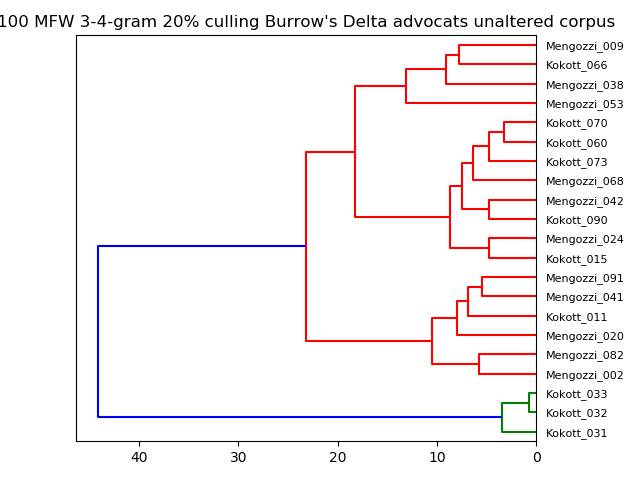 100 MFW 3-4-gram 20% culling Burrow's Delta advocats unaltered corpus
Mengozzi_009
Kokott_066
Mengozzi_038
Mengozzi_053
Kokott_070
Kokott_060
Kokott_073
Mengozzi_068
Mengozzi_042
Kokott_090
Mengozzi_024
Kokott_015
Mengozzi_091
Mengozzi_041
Kokott_011
Mengozzi_020
Mengozzi_082
Mengozzi_002
Kokott_033
Kokott_032
Kokott_031
40 30 20 10 0